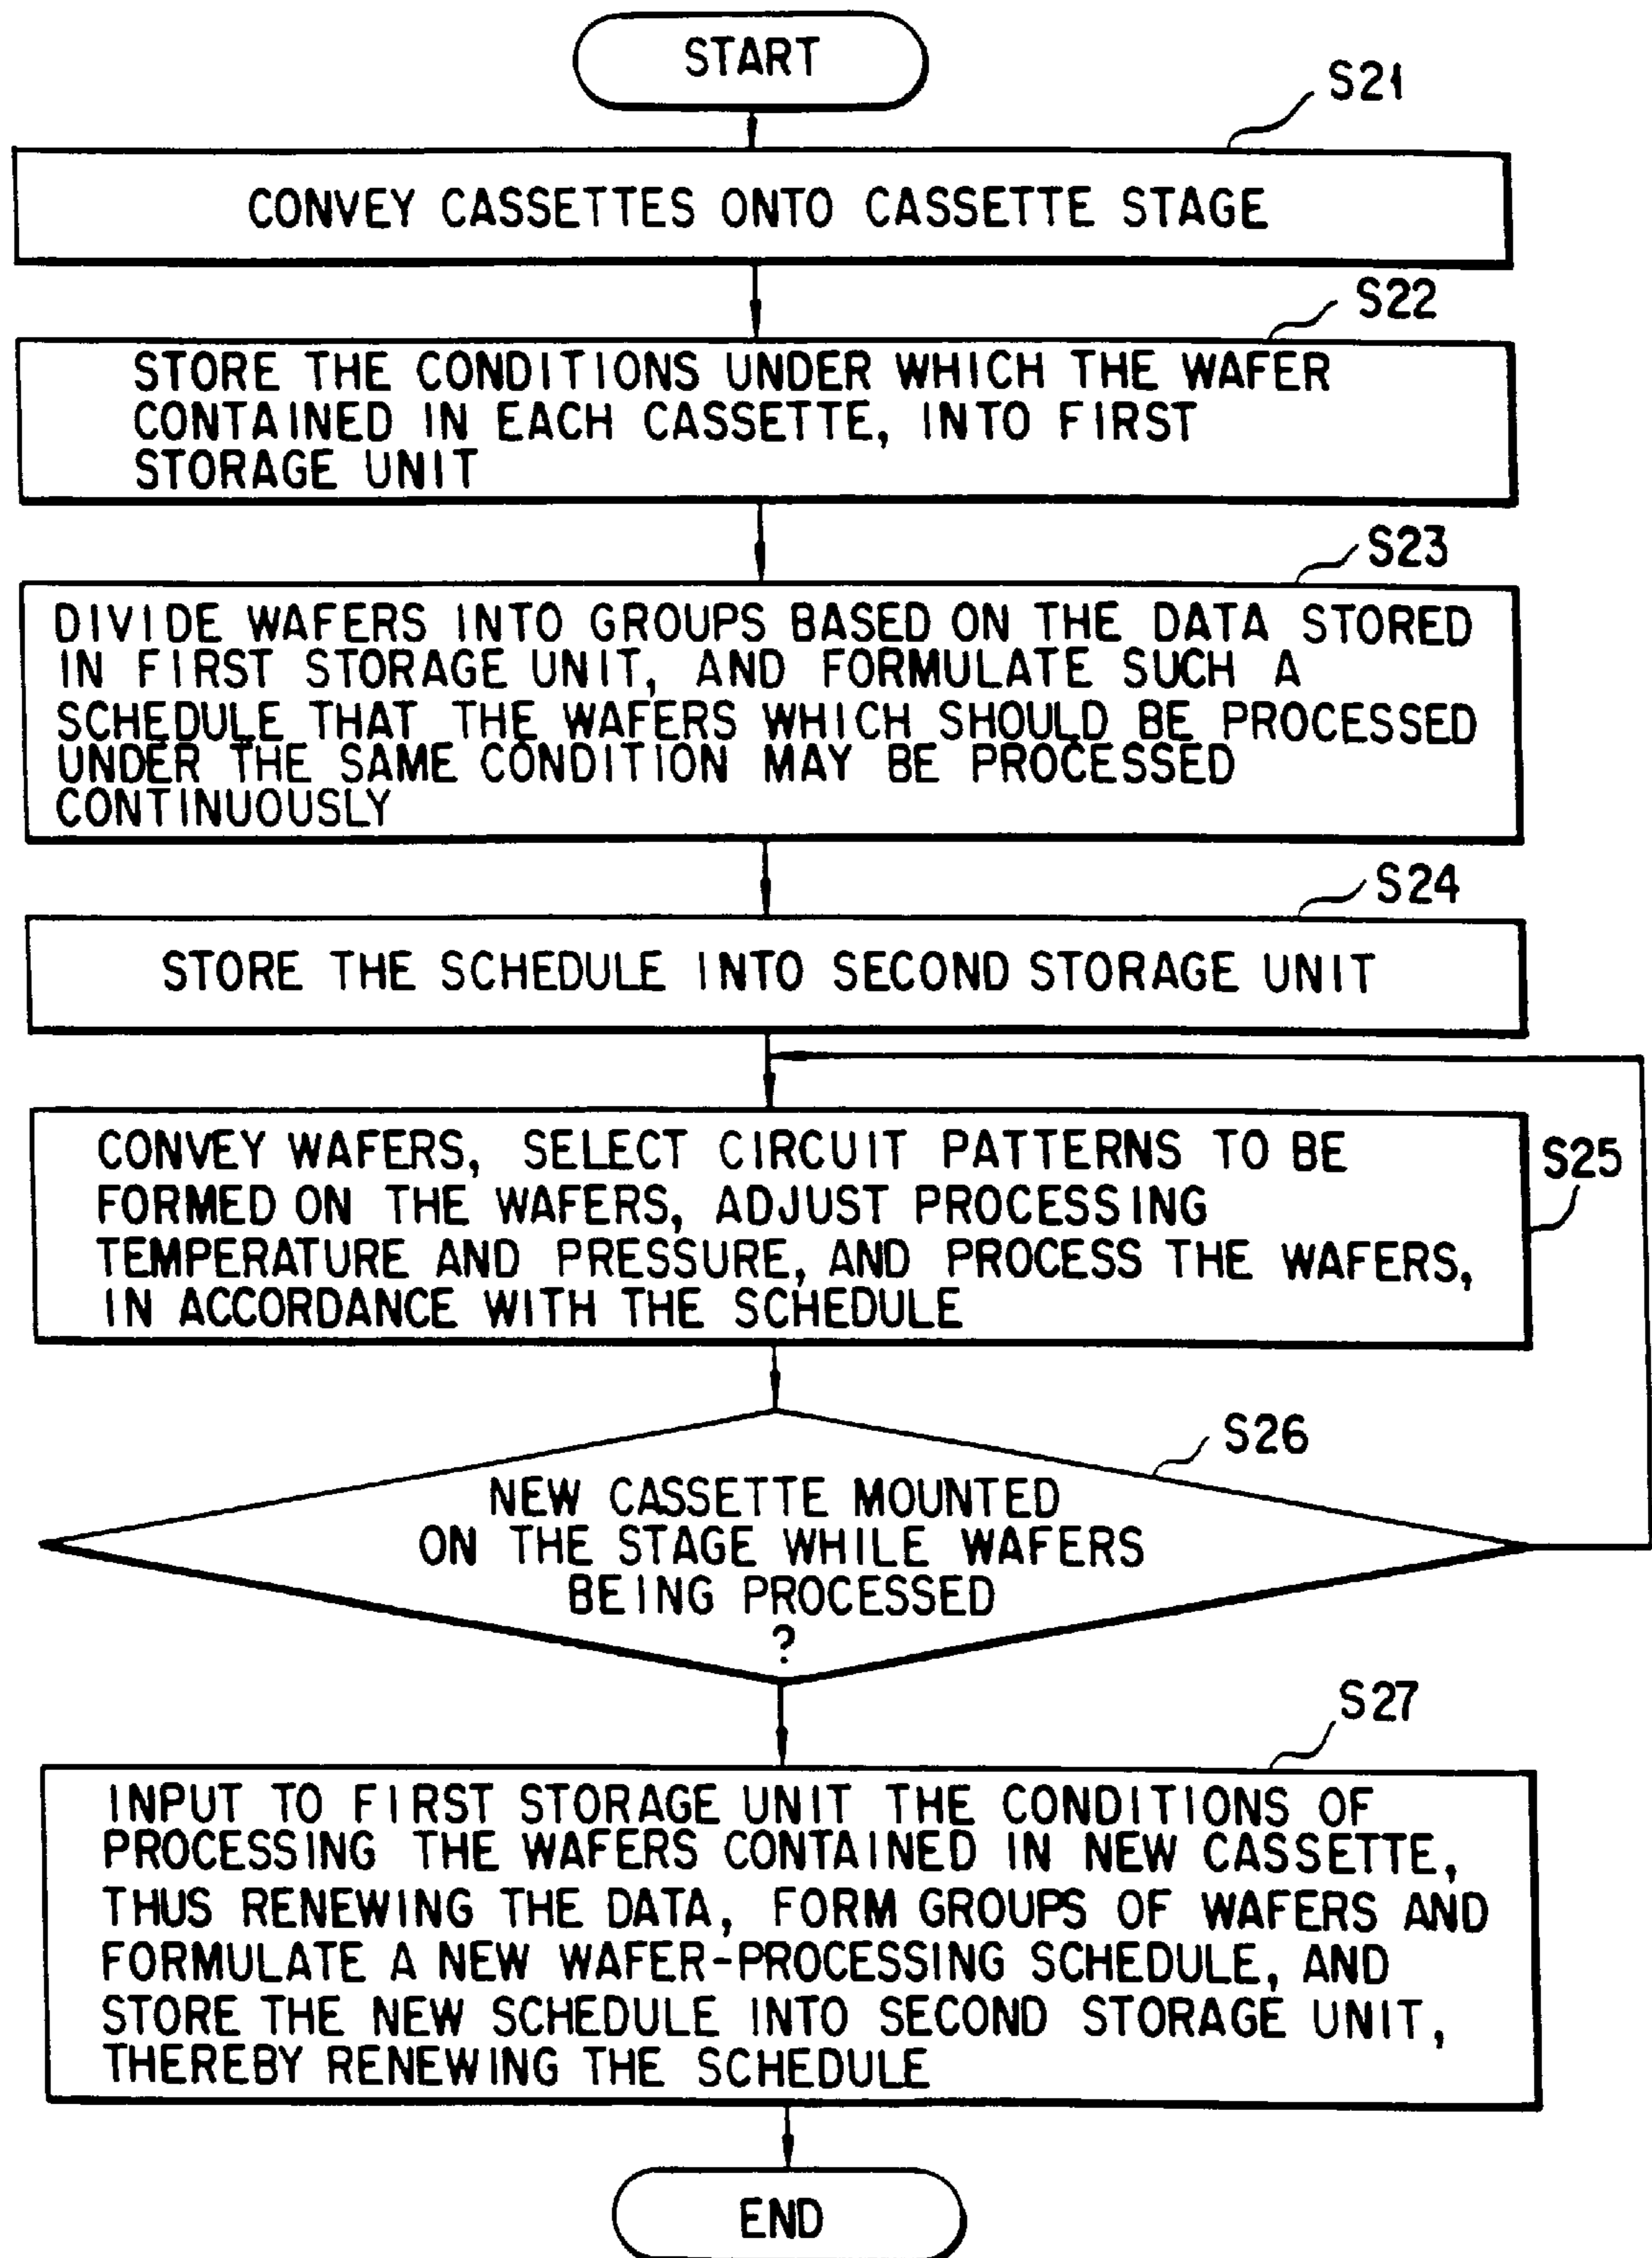 START
S21
CONVEY CASSETTES ONTO CASSETTE STAGE
S22
STORE THE CONDITIONS UNDER WHICH THE WAFER
CONTAINED IN EACH CASSETTE, INTO FIRST
STORAGE UNIT
S23
DIVIDE WAFERS INTO GROUPS BASED ON THE DATA STORED
IN FIRST STORAGE UNIT, AND FORMULATE SUCH A
SCHEDULE THAT THE WAFERS WHICH SHOULD BE PROCESSED
UNDER THE SAME CONDITION MAY BE PROCESSED
CONTINUOUSLY
S24
STORE THE SCHEDULE INTO SECOND STORAGE UNIT
S25
CONVEY WAFERS, SELECT CIRCUIT PATTERNS TO BE
FORMED ON THE WAFERS, ADJUST PROCESSING
TEMPERATURE AND PRESSURE, AND PROCESS THE WAFERS,
IN ACCORDANCE WITH THE SCHEDULE
S26
NEW CASSETTE MOUNTED
ON THE STAGE WHILE WAFERS
BEING PROCESSED
?
S27
INPUT TO FIRST STORAGE UNIT THE CONDITIONS OF
PROCESSING THE WAFERS CONTAINED IN NEW CASSETTE,
THUS RENEWING THE DATA, FORM GROUPS OF WAFERS AND
FORMULATE A NEW WAFER-PROCESSING SCHEDULE, AND
STORE THE NEW SCHEDULE INTO SECOND STORAGE UNIT,
THEREBY RENEWING THE SCHEDULE
END